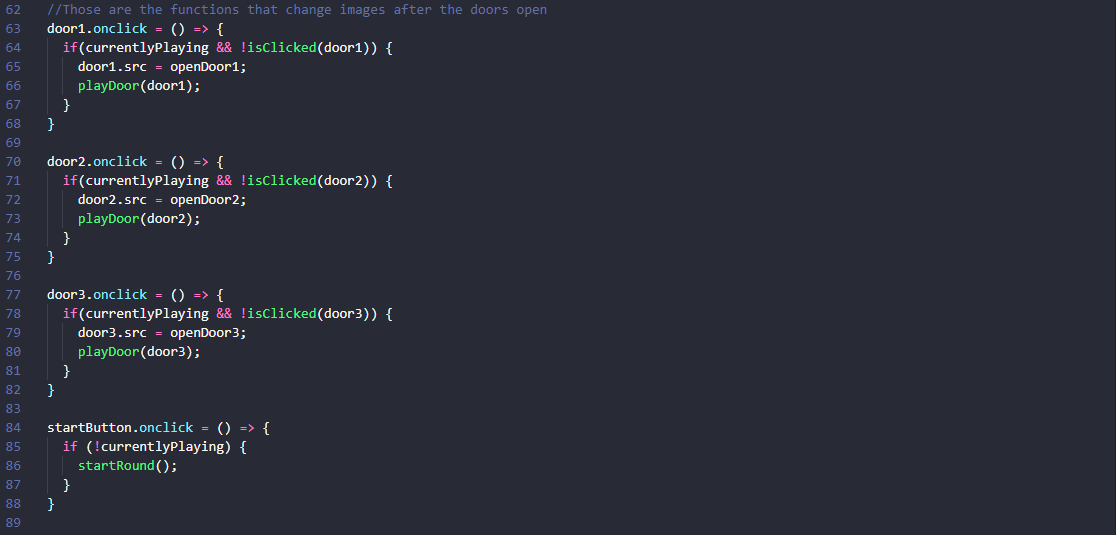 62 //Those are the functions that change images after the doors open
63 door1.onclick = () => {
64 if(currentlyPlaying && !isClicked(door1)) {
65 door1.src = openDoor1;
66 playDoor(door1);
67 }
68 }
69
70 door2.onclick = () => {
71 if(currentlyPlaying && !isClicked(door2)) {
72 door2.src = openDoor2;
73 playDoor(door2);
74 }
75 }
76
77 door3.onclick = () => {
78 if(currentlyPlaying && !isClicked(door3)) {
79 door3.src = openDoor3;
80 playDoor(door3);
81 }
82 }
83
84 startButton.onclick = () => {
85 if (!currentlyPlaying) {
86 startRound();
87 }
88 }
89